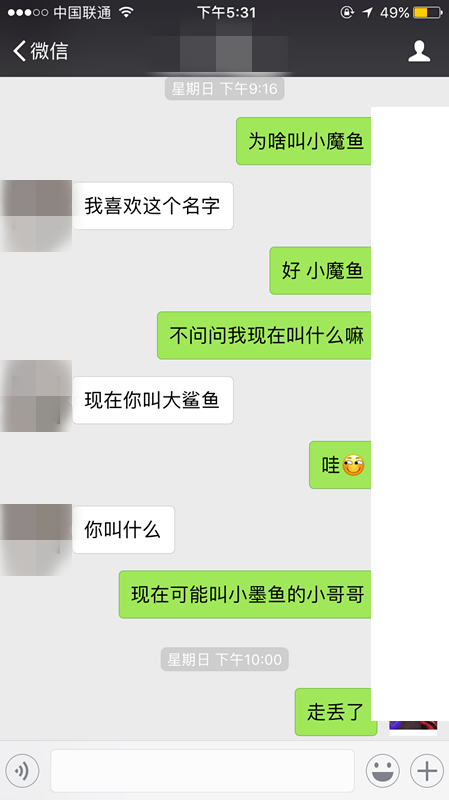 中国联通 下午5:31 49%
微信
星期日 下午9:16
为啥叫小魔鱼
我喜欢这个名字
好 小魔鱼
不问问我现在叫什么嘛
现在你叫大鲨鱼
哇
你叫什么
现在可能叫小墨鱼的小哥哥
星期日 下午10:00
走丢了